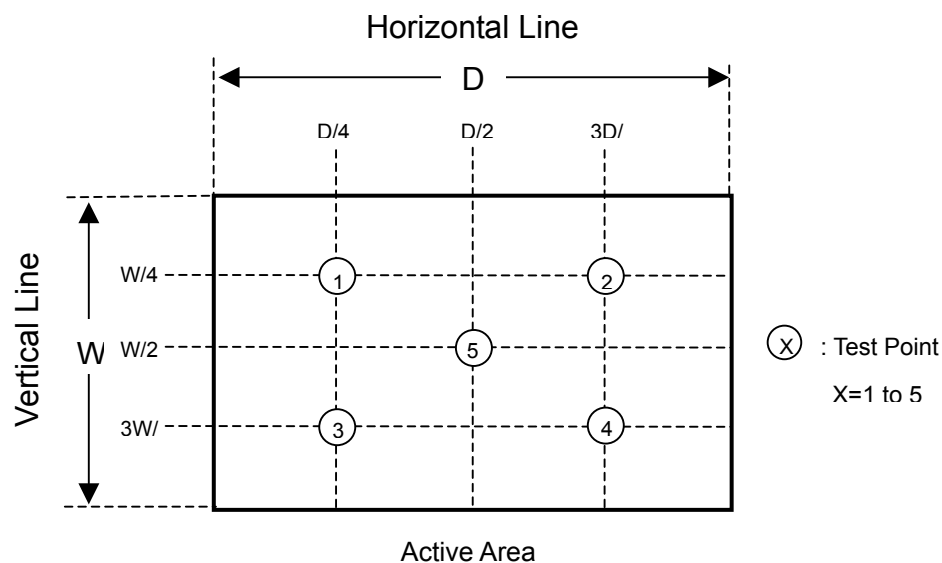 Horizontal Line
D
D/4 D/2 3D/
Vertical Line
W
W/4
1 2
W/2
5
X : Test Point
X=1 to 5
3W/
3 4
Active Area